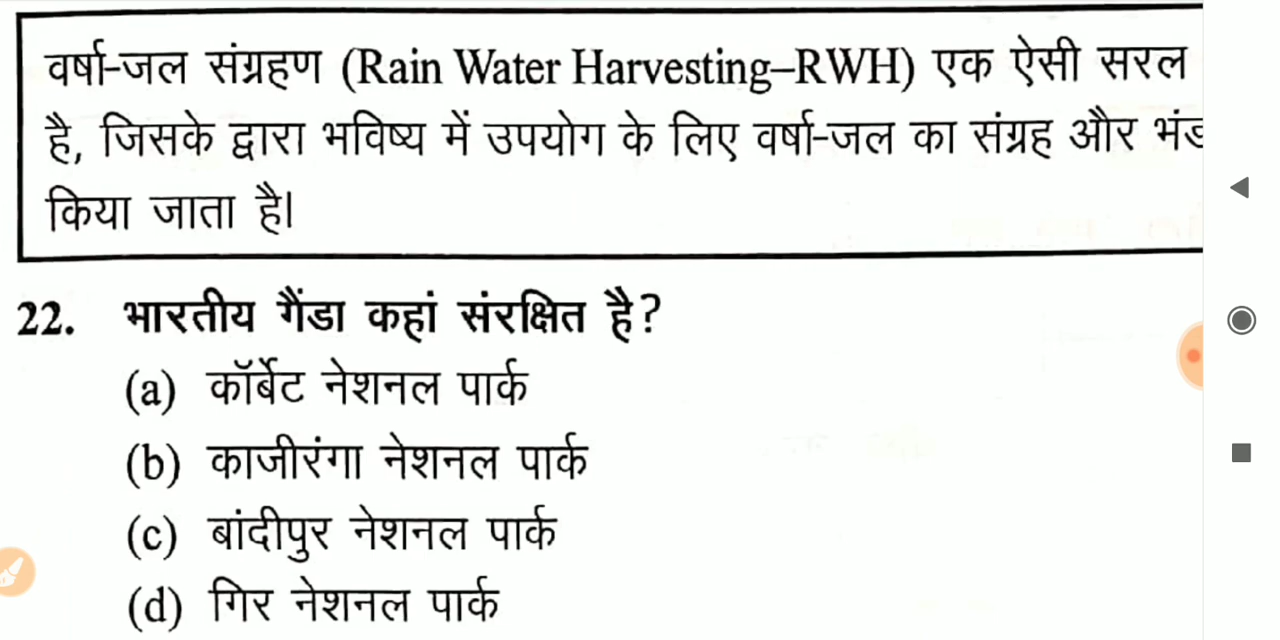 वर्षा-जल संग्रहण (Rain Water Harvesting–RWH) एक ऐसी सरल
है, जिसके द्वारा भविष्य में उपयोग के लिए वर्षा-जल का संग्रह और
किया जाता है।
22. भारतीय गैंडा कहां संरक्षित है?
(a) कॉर्बेट नेशनल पार्क
(b) काजीरंगा नेशनल पार्क
(c) बांदीपुर नेशनल पार्क
(d) गिर नेशनल पार्क